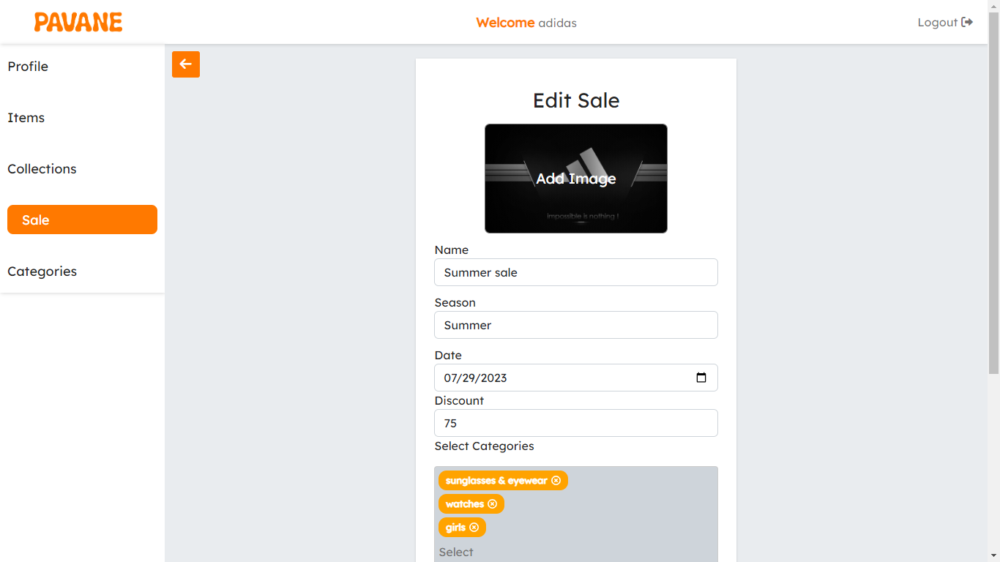 PAVANE
Welcome adidas
Logout
Profile
Items
Collections
Sale
Categories
Edit Sale
Add Image
impossible is nothing !
Name
Summer sale
Season
Summer
Date
07/29/2023
Discount
75
Select Categories
sunglasses & eyewear
watches
girls
Select